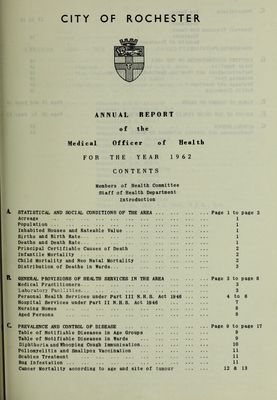 CITY OF ROCHESTER
ANNUAL REPORT
of the
Medical Officer of Health
FOR THE YEAR 1962
CONTENTS
Members of Health Committee
Staff of Health Department
Introduction
A. STATISTICAL AND SOCIAL CONDITIONS OF THE AREA ... Page 1 to page 3
Acreage ... 1
Population ... 1
Inhabited Houses and Rateable Value ... 1
Births and Birth Rate ... 1
Deaths and Death Rate ... 1
Principal Certifiable Causes of Death ... 2
Infantile Mortality ... 2
Child Mortality and Neo Natal Mortality ... 2
Distribution of Deaths in Wards ... 3
B. GENERAL PROVISIONS OF HEALTH SERVICES IN THE AREA ... Page 3 to page 8
Medical Practitioners ... 3
Laboratory Facilities ... 3
Personal Health Services under Part III N.H.S. Act 1946 ... 4 to 6
Hospital Services under Part II N.H.S. Act 1946 ... 7
Nursing Homes ... 8
Aged Persons ... 8
C. PREVALENCE AND CONTROL OF DISEASE ... Page 9 to page 17
Table of Notifiable Diseases in Age Groups ... 9
Table of Notifiable Diseases in Wards ... 9
Diphtheria and Whooping Cough Immunisation ... 10
Poliomyelitis and Smallpox Vaccination ... 11
Scabies Treatment ... 11
Bug Infestation ... 11
Cancer Mortality according to age and site of tumour ... 12 & 13